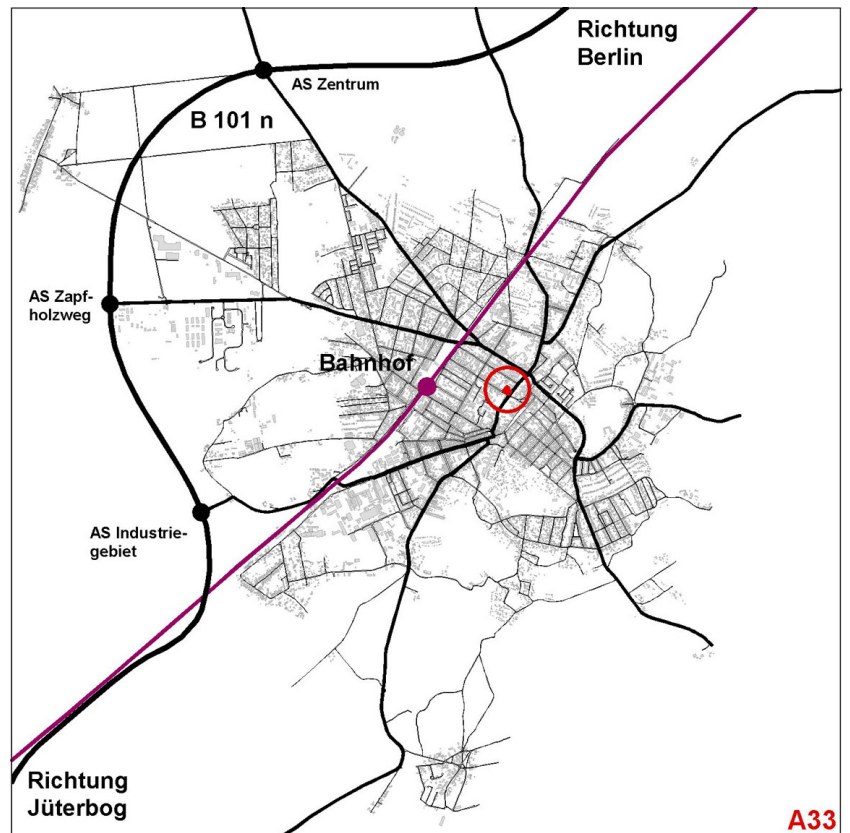 Richtung
Berlin
AS Zentrum
B 101 n
AS Zapf-
holzweg
Bahnhof
AS Industrie-
gebiet
Richtung
Jüterbog
A33